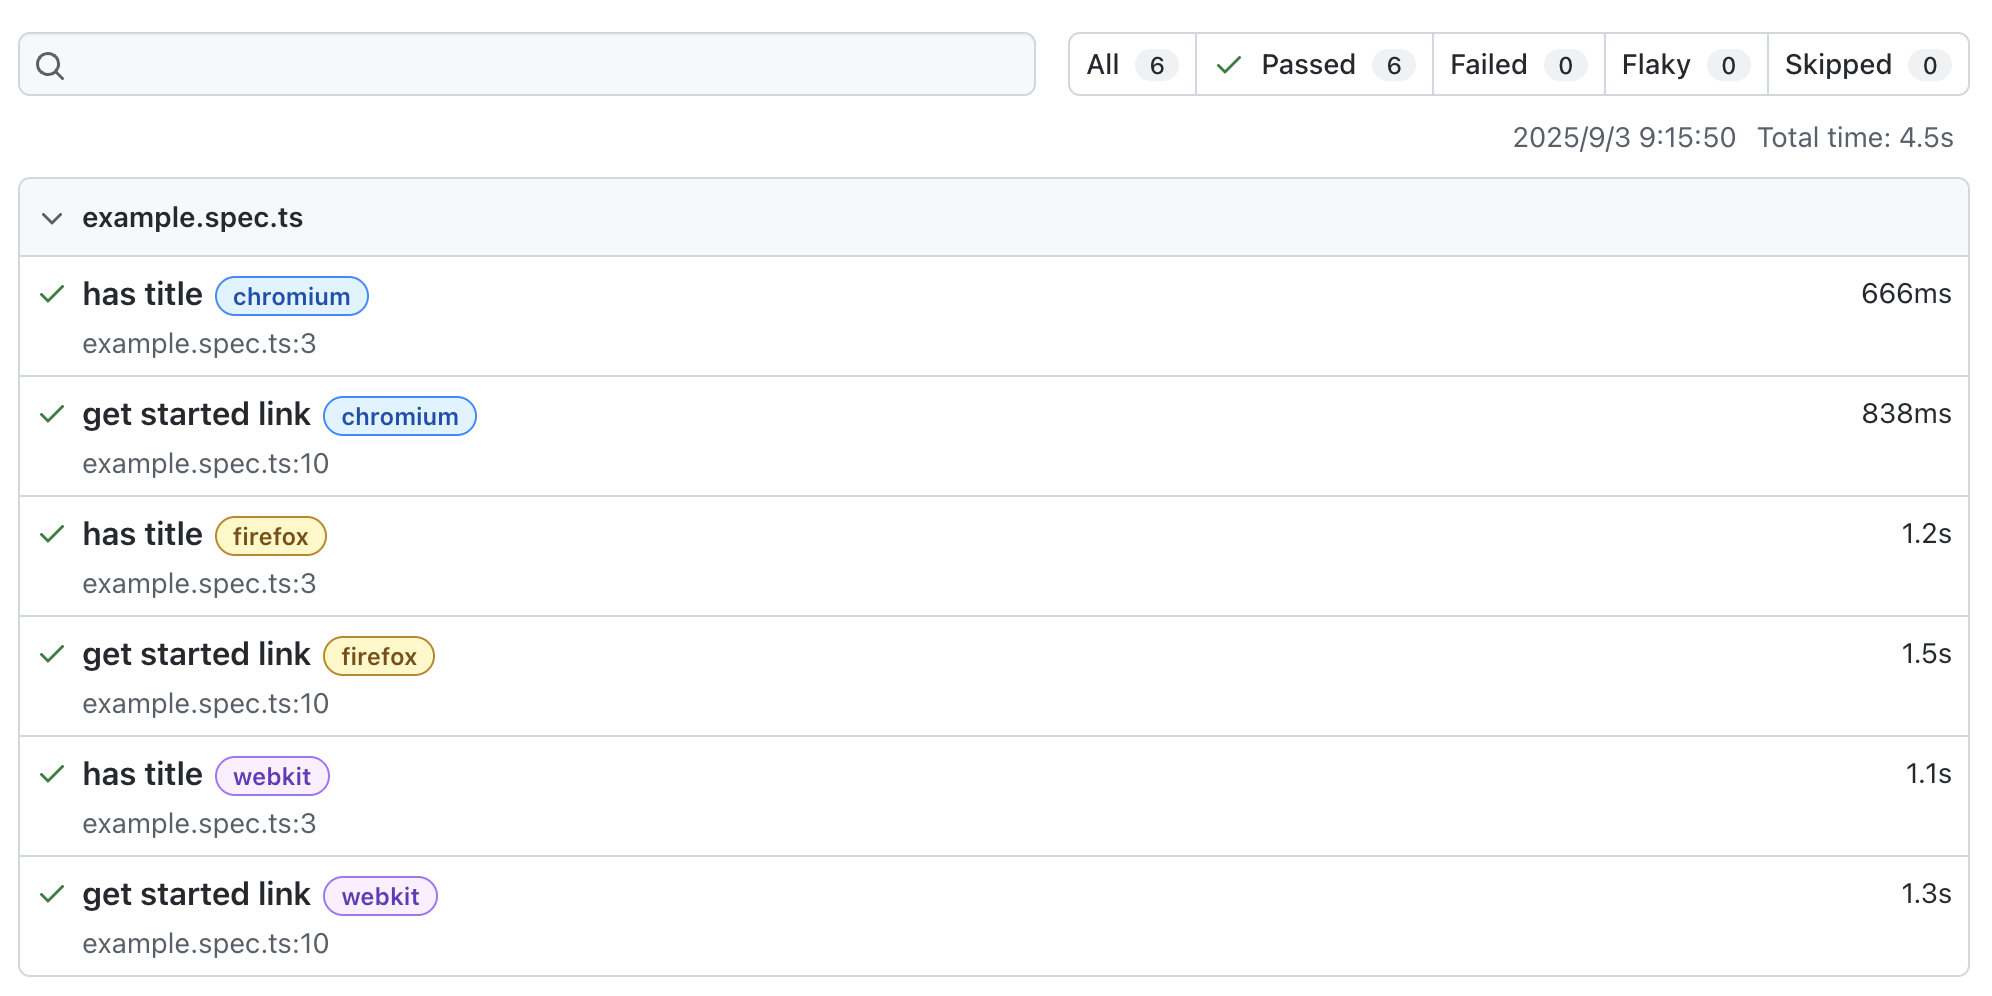 All 6 Passed 6 Failed 0 Flaky 0 Skipped 0
2025/9/3 9:15:50 Total time: 4.5s
example.spec.ts
has title chromium 666ms
example.spec.ts:3
get started link chromium 838ms
example.spec.ts:10
has title firefox 1.2s
example.spec.ts:3
get started link firefox 1.5s
example.spec.ts:10
has title webkit 1.1s
example.spec.ts:3
get started link webkit 1.3s
example.spec.ts:10